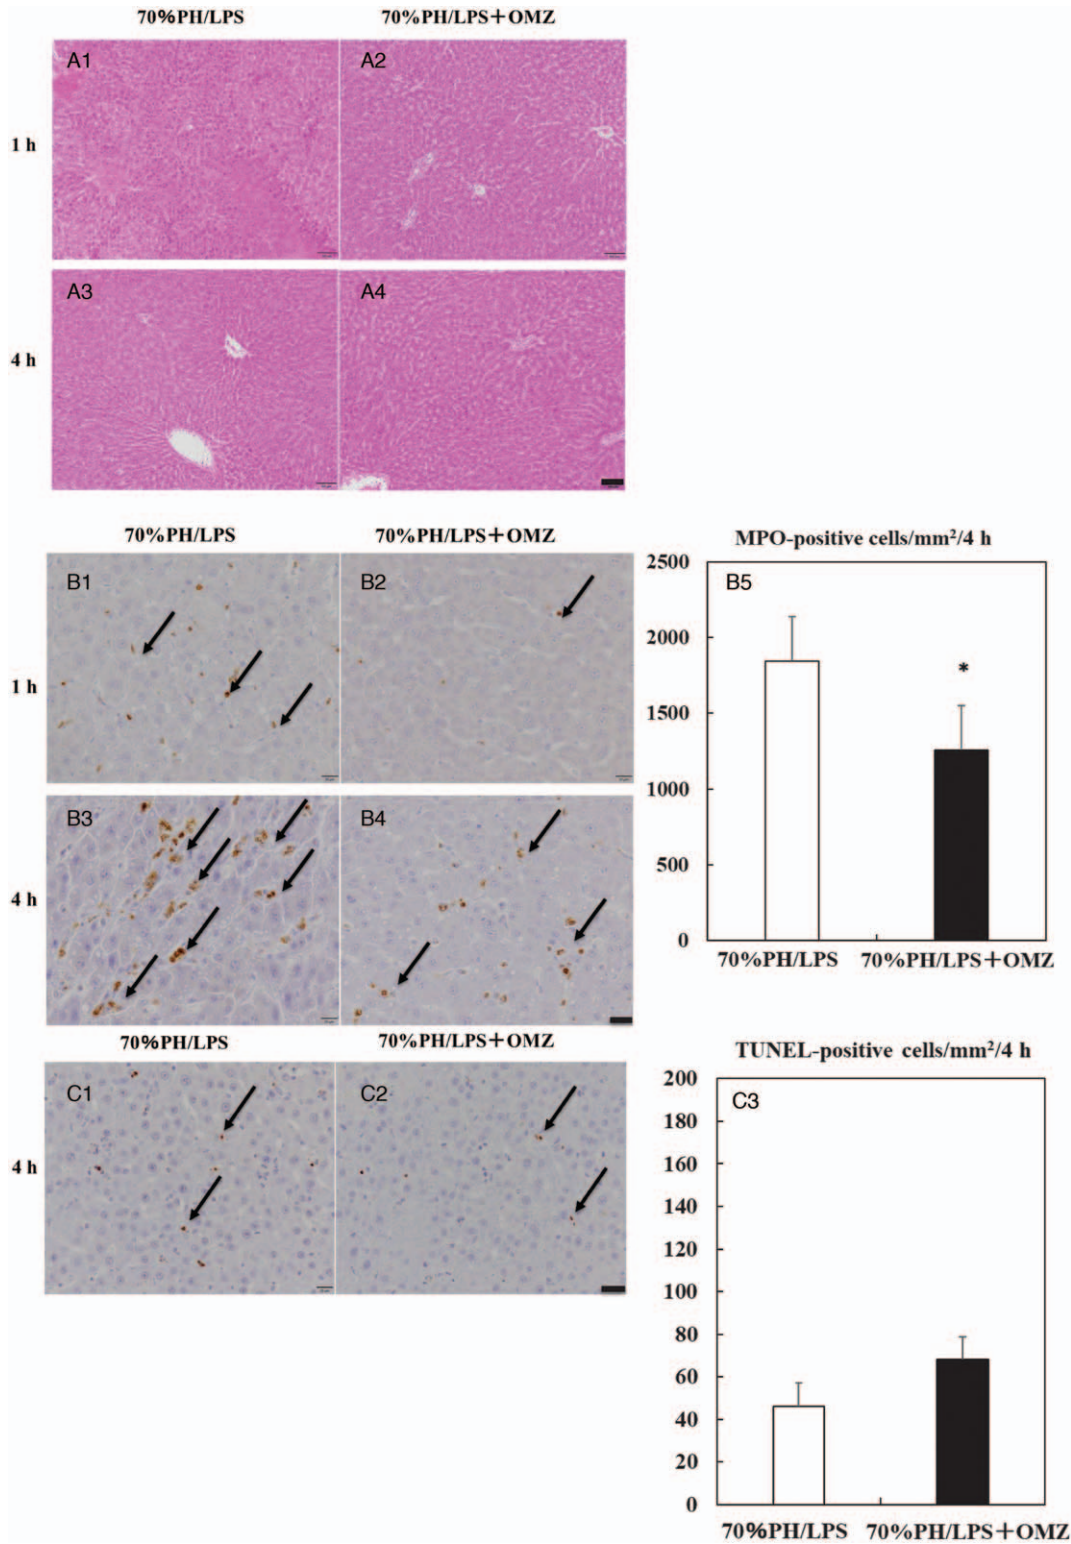 70%PH/LPS 70%PH/LPS+OMZ
A1 A2
1 h
A3 A4
4 h
70%PH/LPS 70%PH/LPS+OMZ
B1 B2
1 h
B3 B4
4 h
MPO-positive cells/mm²/4 h
B5
2500
2000
*
1500
1000
500
0
70%PH/LPS 70%PH/LPS+OMZ
70%PH/LPS 70%PH/LPS+OMZ
C1 C2
4 h
TUNEL-positive cells/mm²/4 h
C3
200
180
160
140
120
100
80
60
40
20
0
70%PH/LPS 70%PH/LPS+OMZ